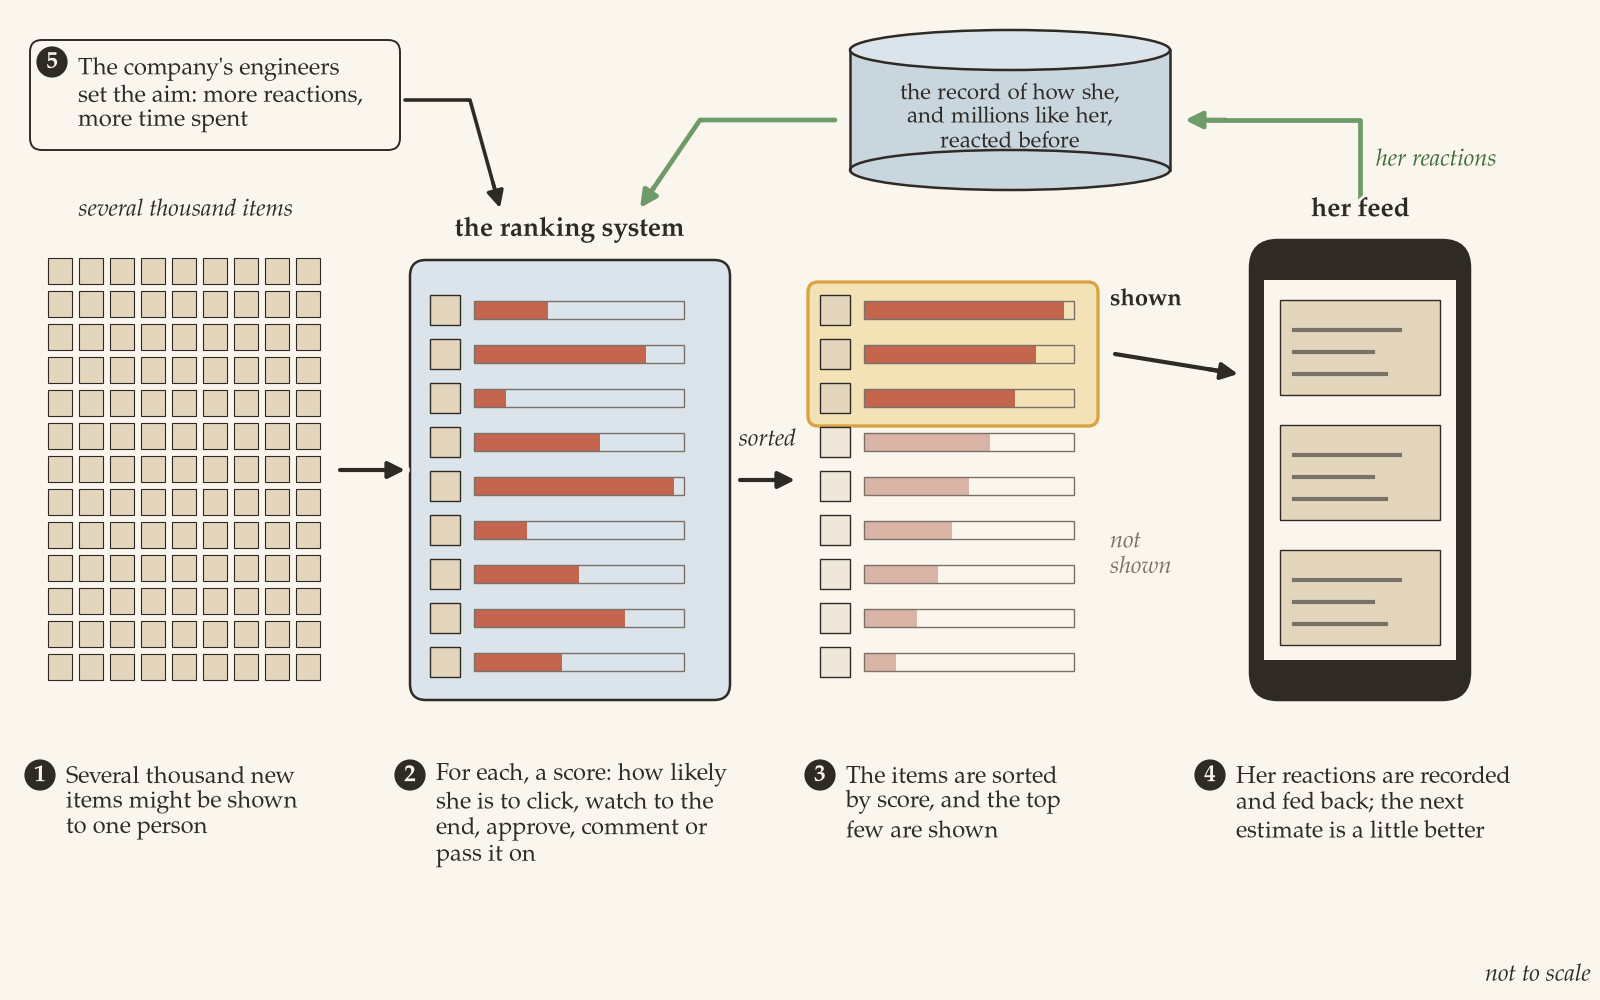 5
The company's engineers
set the aim: more reactions,
more time spent
the record of how she,
and millions like her,
reacted before
her reactions
several thousand items
the ranking system
her feed
shown
sorted
not
shown
1
Several thousand new
items might be shown
to one person
2
For each, a score: how likely
she is to click, watch to the
end, approve, comment or
pass it on
3
The items are sorted
by score, and the top
few are shown
4
Her reactions are recorded
and fed back; the next
estimate is a little better
not to scale